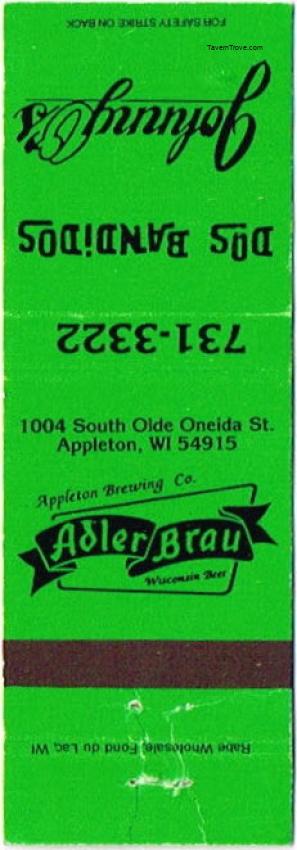 FOR SAFETY STRIKE ON BACK
TavernTrove.com
Johnny O's
DOS BANDiDOS
731-3322
1004 South Olde Oneida St.
Appleton, WI 54915
Appleton Brewing Co.
Adler Bräu
Wisconsin Beer
Rabe Wholesale, Fond du Lac, WI